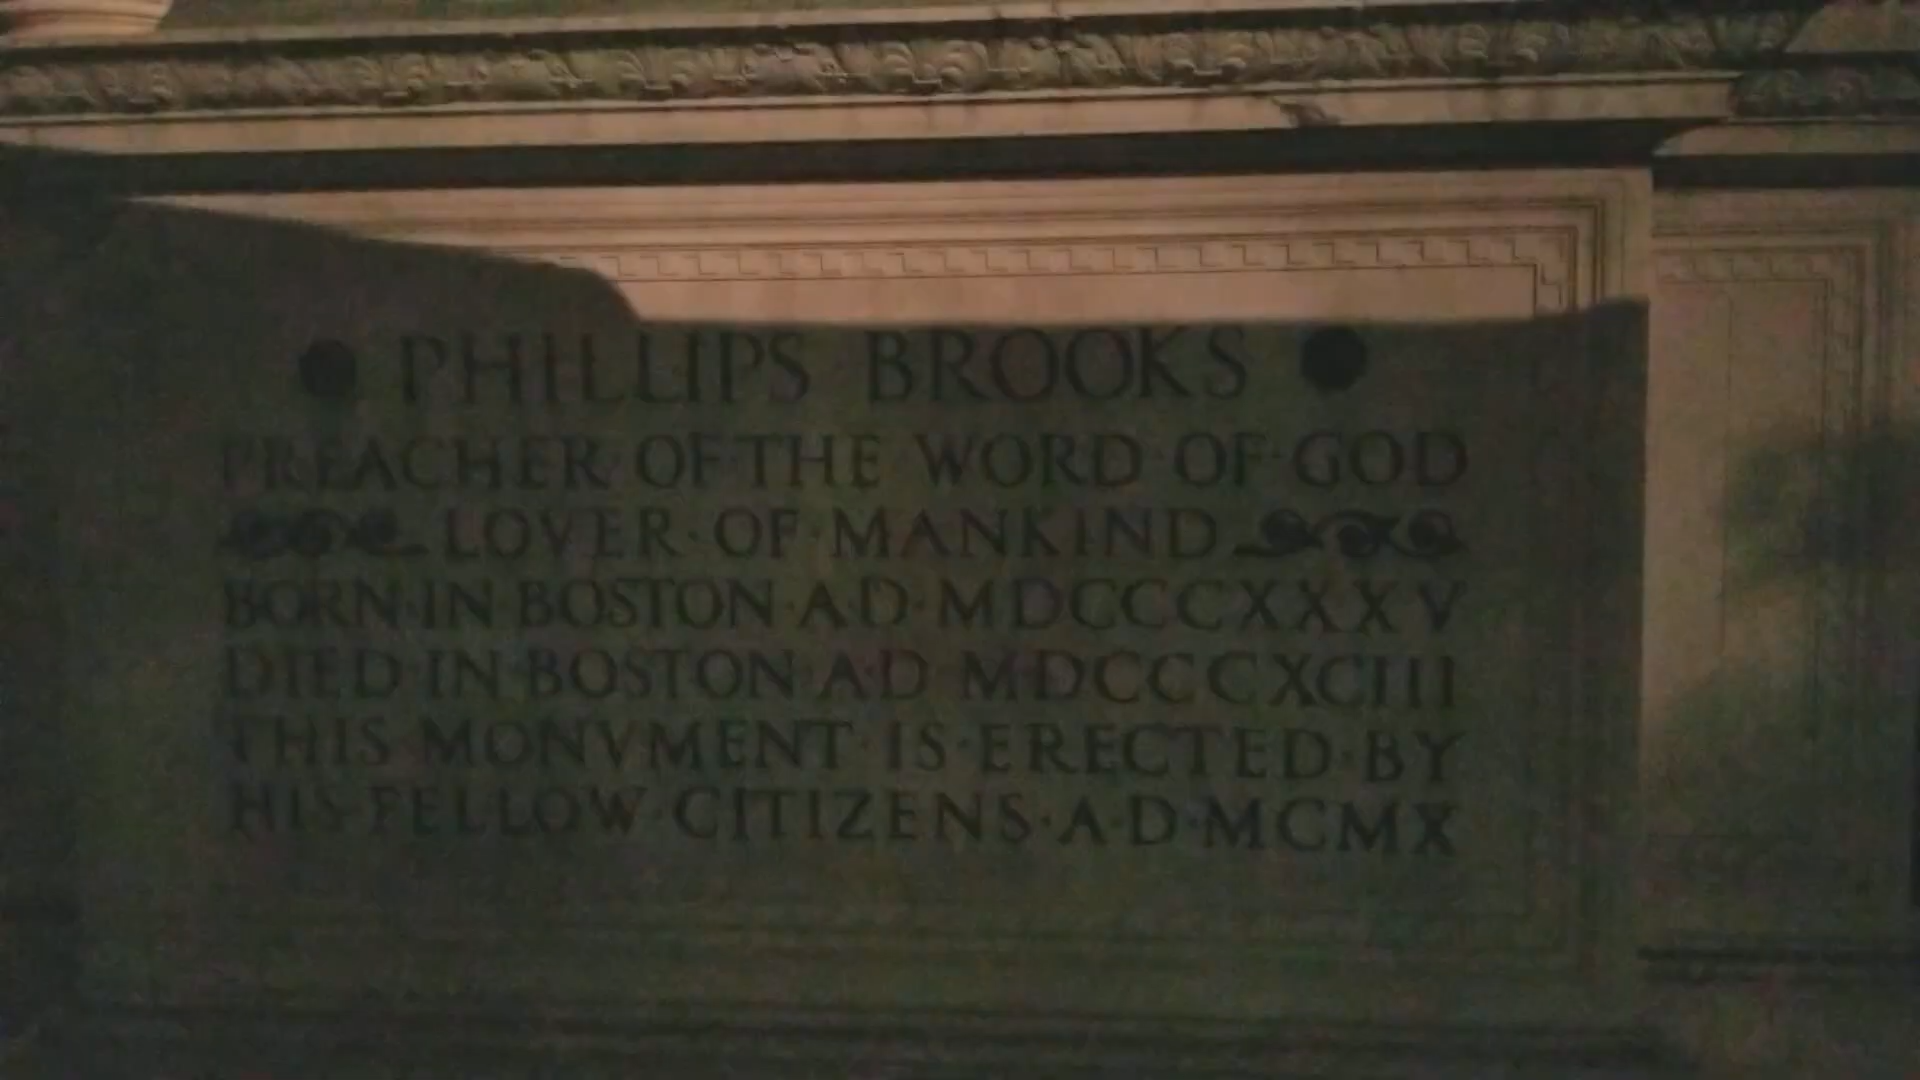 PHILLIPS BROOKS
PREACHER OF THE WORD OF GOD
LOVER · OF · MANKIND
BORN · IN BOSTON · A·D· MDCCCXXXV
DIED · IN BOSTON A·D MDCCCXCIII
THIS MONVMENT · IS · ERECTED · BY
HIS · FELLOW · CITIZENS · A·D·MCMX